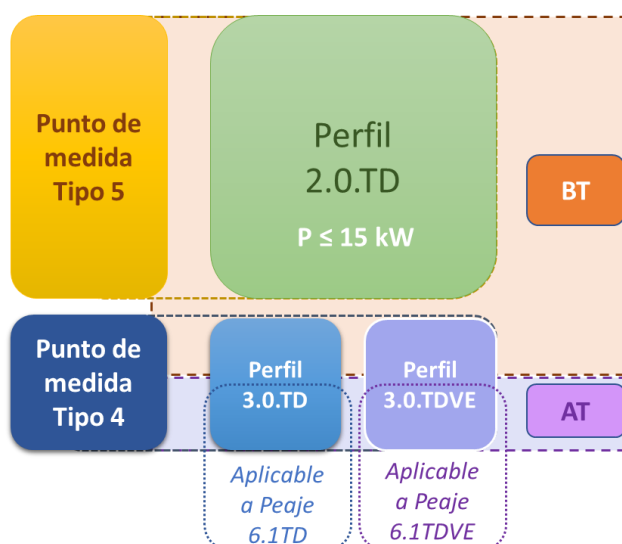 Punto de
medida
Tipo 5
Perfil
2.0.TD
P ≤ 15 kW
BT
Punto de
medida
Tipo 4
Perfil
3.0.TD
Perfil
3.0.TDVE
AT
Aplicable
a Peaje
6.1TD
Aplicable
a Peaje
6.1TDVE